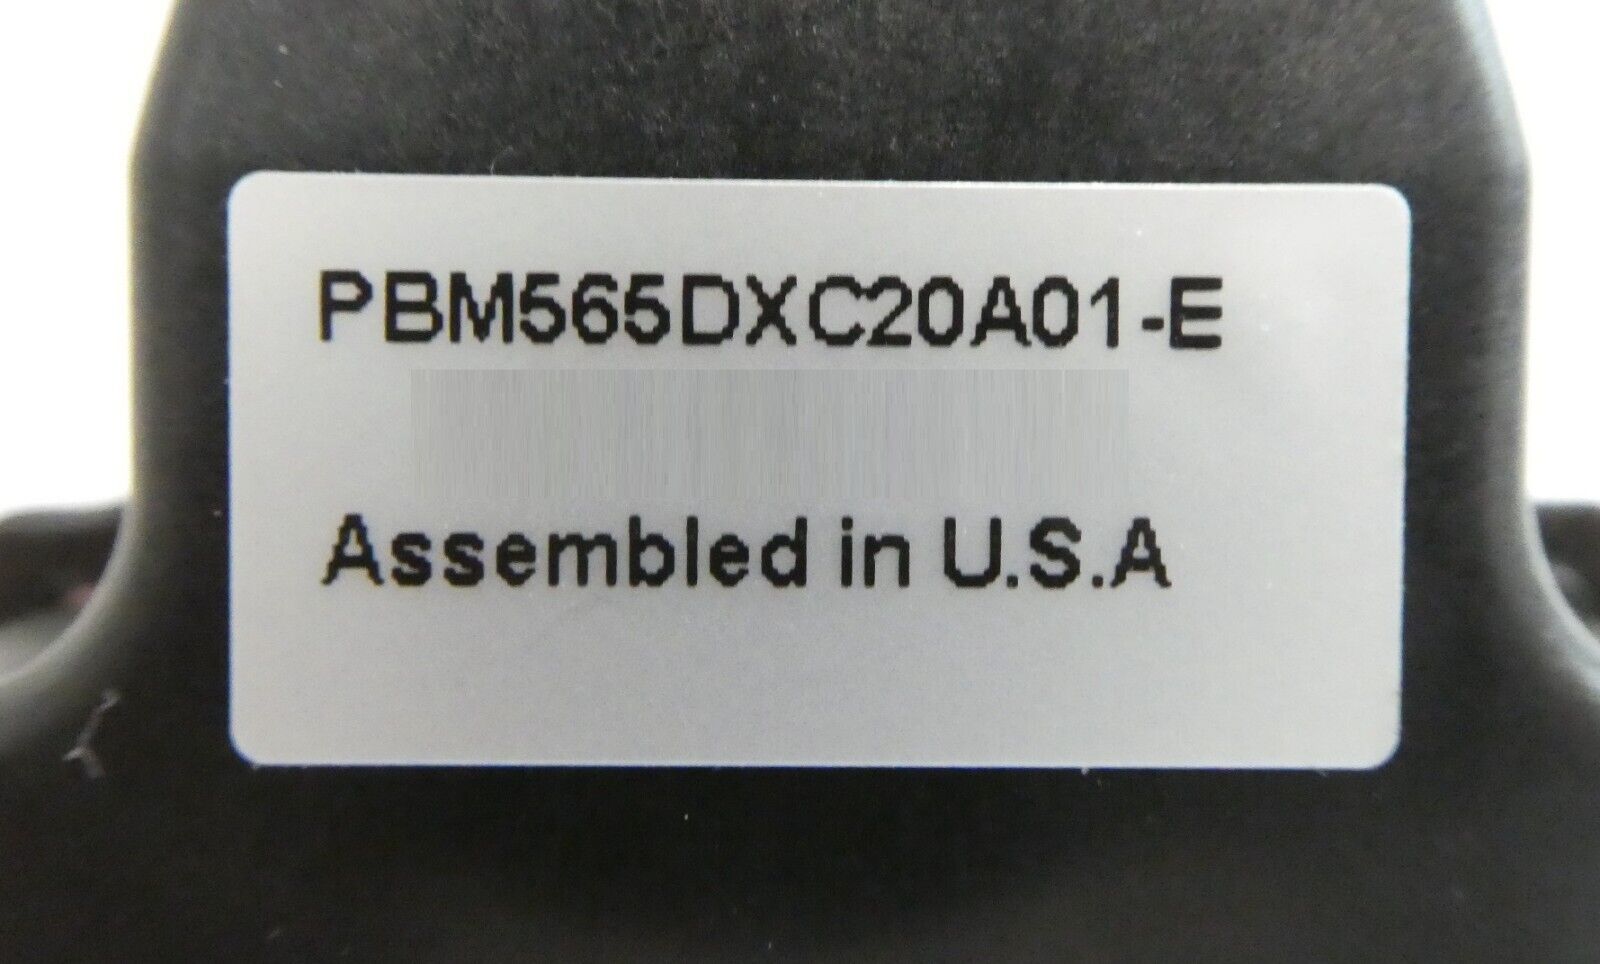 PBM565DXC20A01-E
Assembled in U.S.A